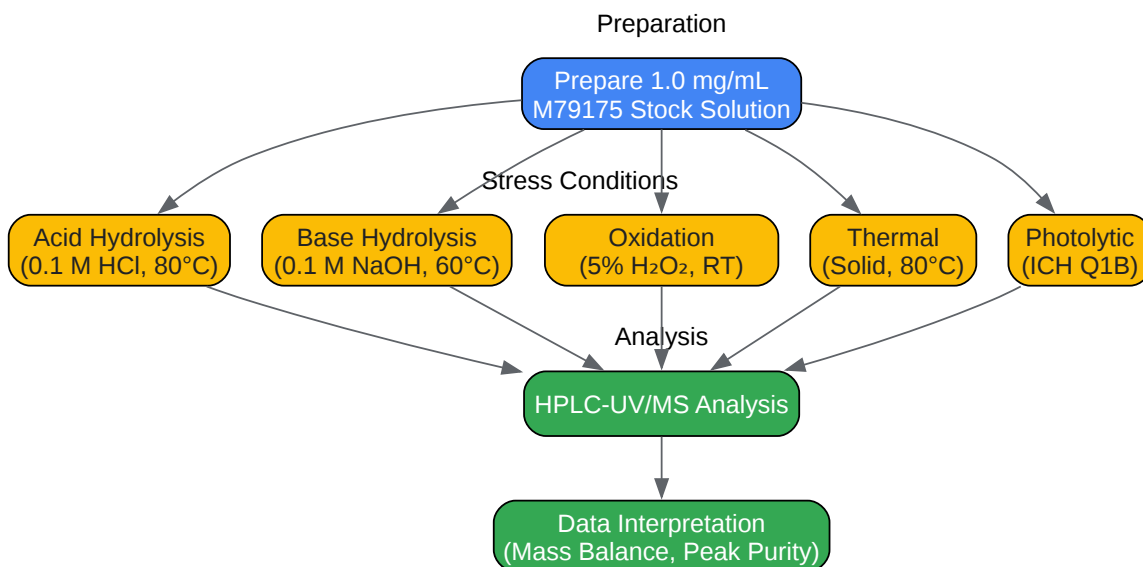 Preparation
Prepare 1.0 mg/mL
M79175 Stock Solution
Stress Conditions
Acid Hydrolysis
(0.1 M HCl, 80°C)
Base Hydrolysis
(0.1 M NaOH, 60°C)
Oxidation
(5% H₂O₂, RT)
Thermal
(Solid, 80°C)
Photolytic
(ICH Q1B)
Analysis
HPLC-UV/MS Analysis
Data Interpretation
(Mass Balance, Peak Purity)